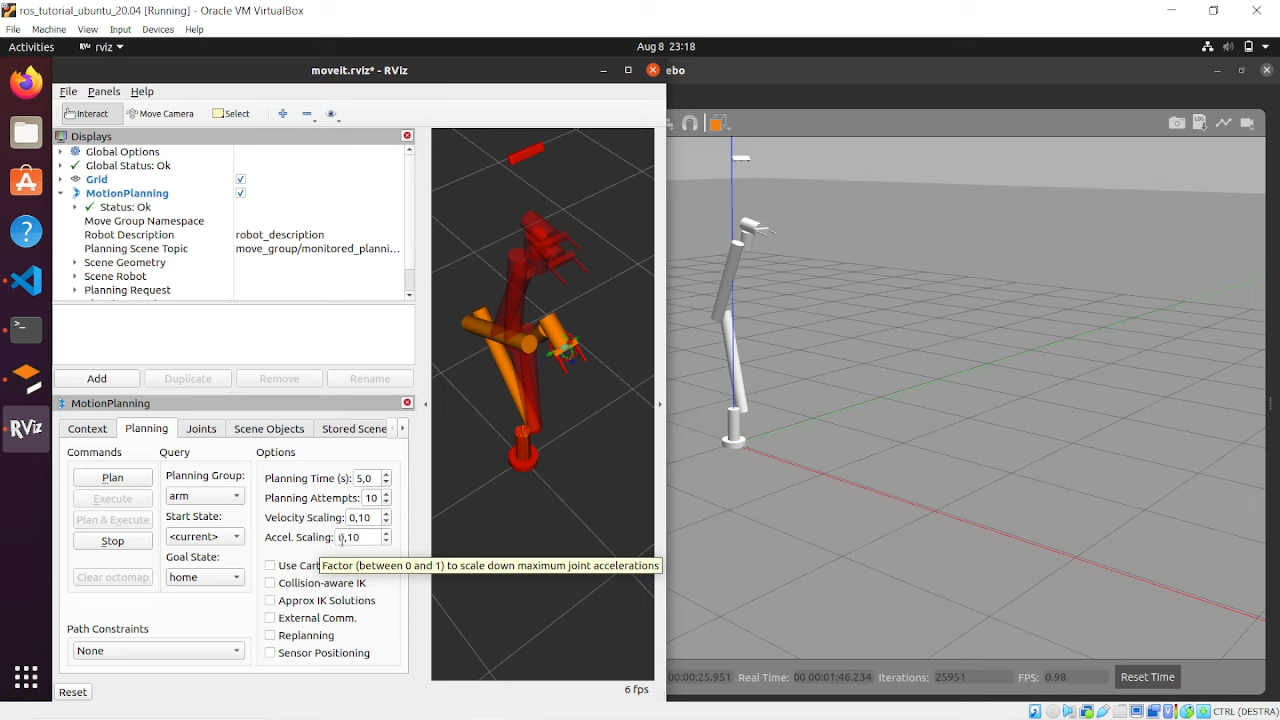 ros_tutorial_ubuntu_20.04 [Running] - Oracle VM VirtualBox
File Machine View Input Devices Help
Activities RViz rviz Aug 8 23:18
moveit.rviz* - RViz
ebo
File Panels Help
Interact Move Camera Select
Displays
Global Options
Global Status: Ok
Grid
MotionPlanning
Status: Ok
Move Group Namespace
Robot Description robot_description
Planning Scene Topic move_group/monitored_planni...
Scene Geometry
Scene Robot
Planning Request
Add Duplicate Remove Rename
RViz
MotionPlanning
Context Planning Joints Scene Objects Stored Scene
Commands Query Options
Plan
Execute
Plan & Execute
Stop
Clear octomap
Planning Group:
arm
Start State:
<current>
Goal State:
home
Planning Time (s): 5,0
Planning Attempts: 10
Velocity Scaling: 0,10
Accel. Scaling: 0,10
Use Cart
Factor (between 0 and 1) to scale down maximum joint accelerations
Collision-aware IK
Approx IK Solutions
External Comm.
Replanning
Sensor Positioning
Path Constraints
None
Reset
6 fps
00:00:25.951 Real Time: 00 00:01:46.234 Iterations: 25951 FPS: 0.98 Reset Time
CTRL (DESTRA)